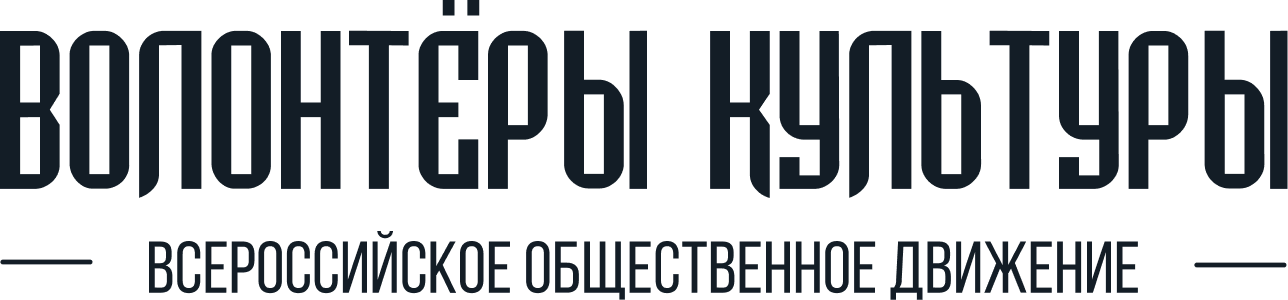 ВОЛОНТЁРЫ КУЛЬТУРЫ
ВСЕРОССИЙСКОЕ ОБЩЕСТВЕННОЕ ДВИЖЕНИЕ